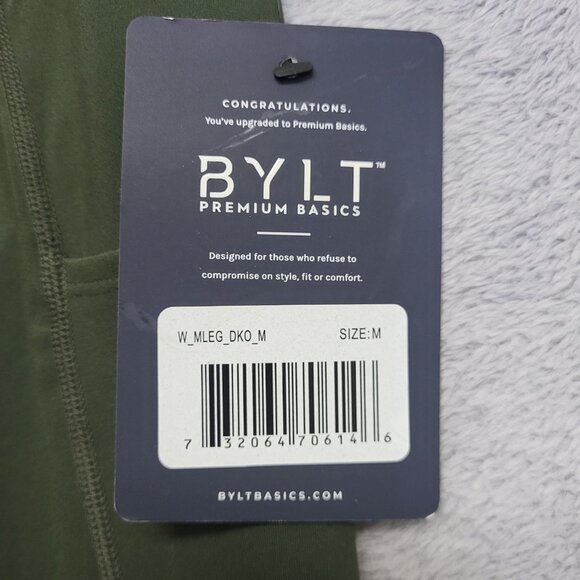 CONGRATULATIONS.
You've upgraded to Premium Basics.
BYLT™
PREMIUM BASICS
Designed for those who refuse to
compromise on style, fit or comfort.
W_MLEG_DKO_M SIZE:M
7 32064 70614 6
BYLTBASICS.COM